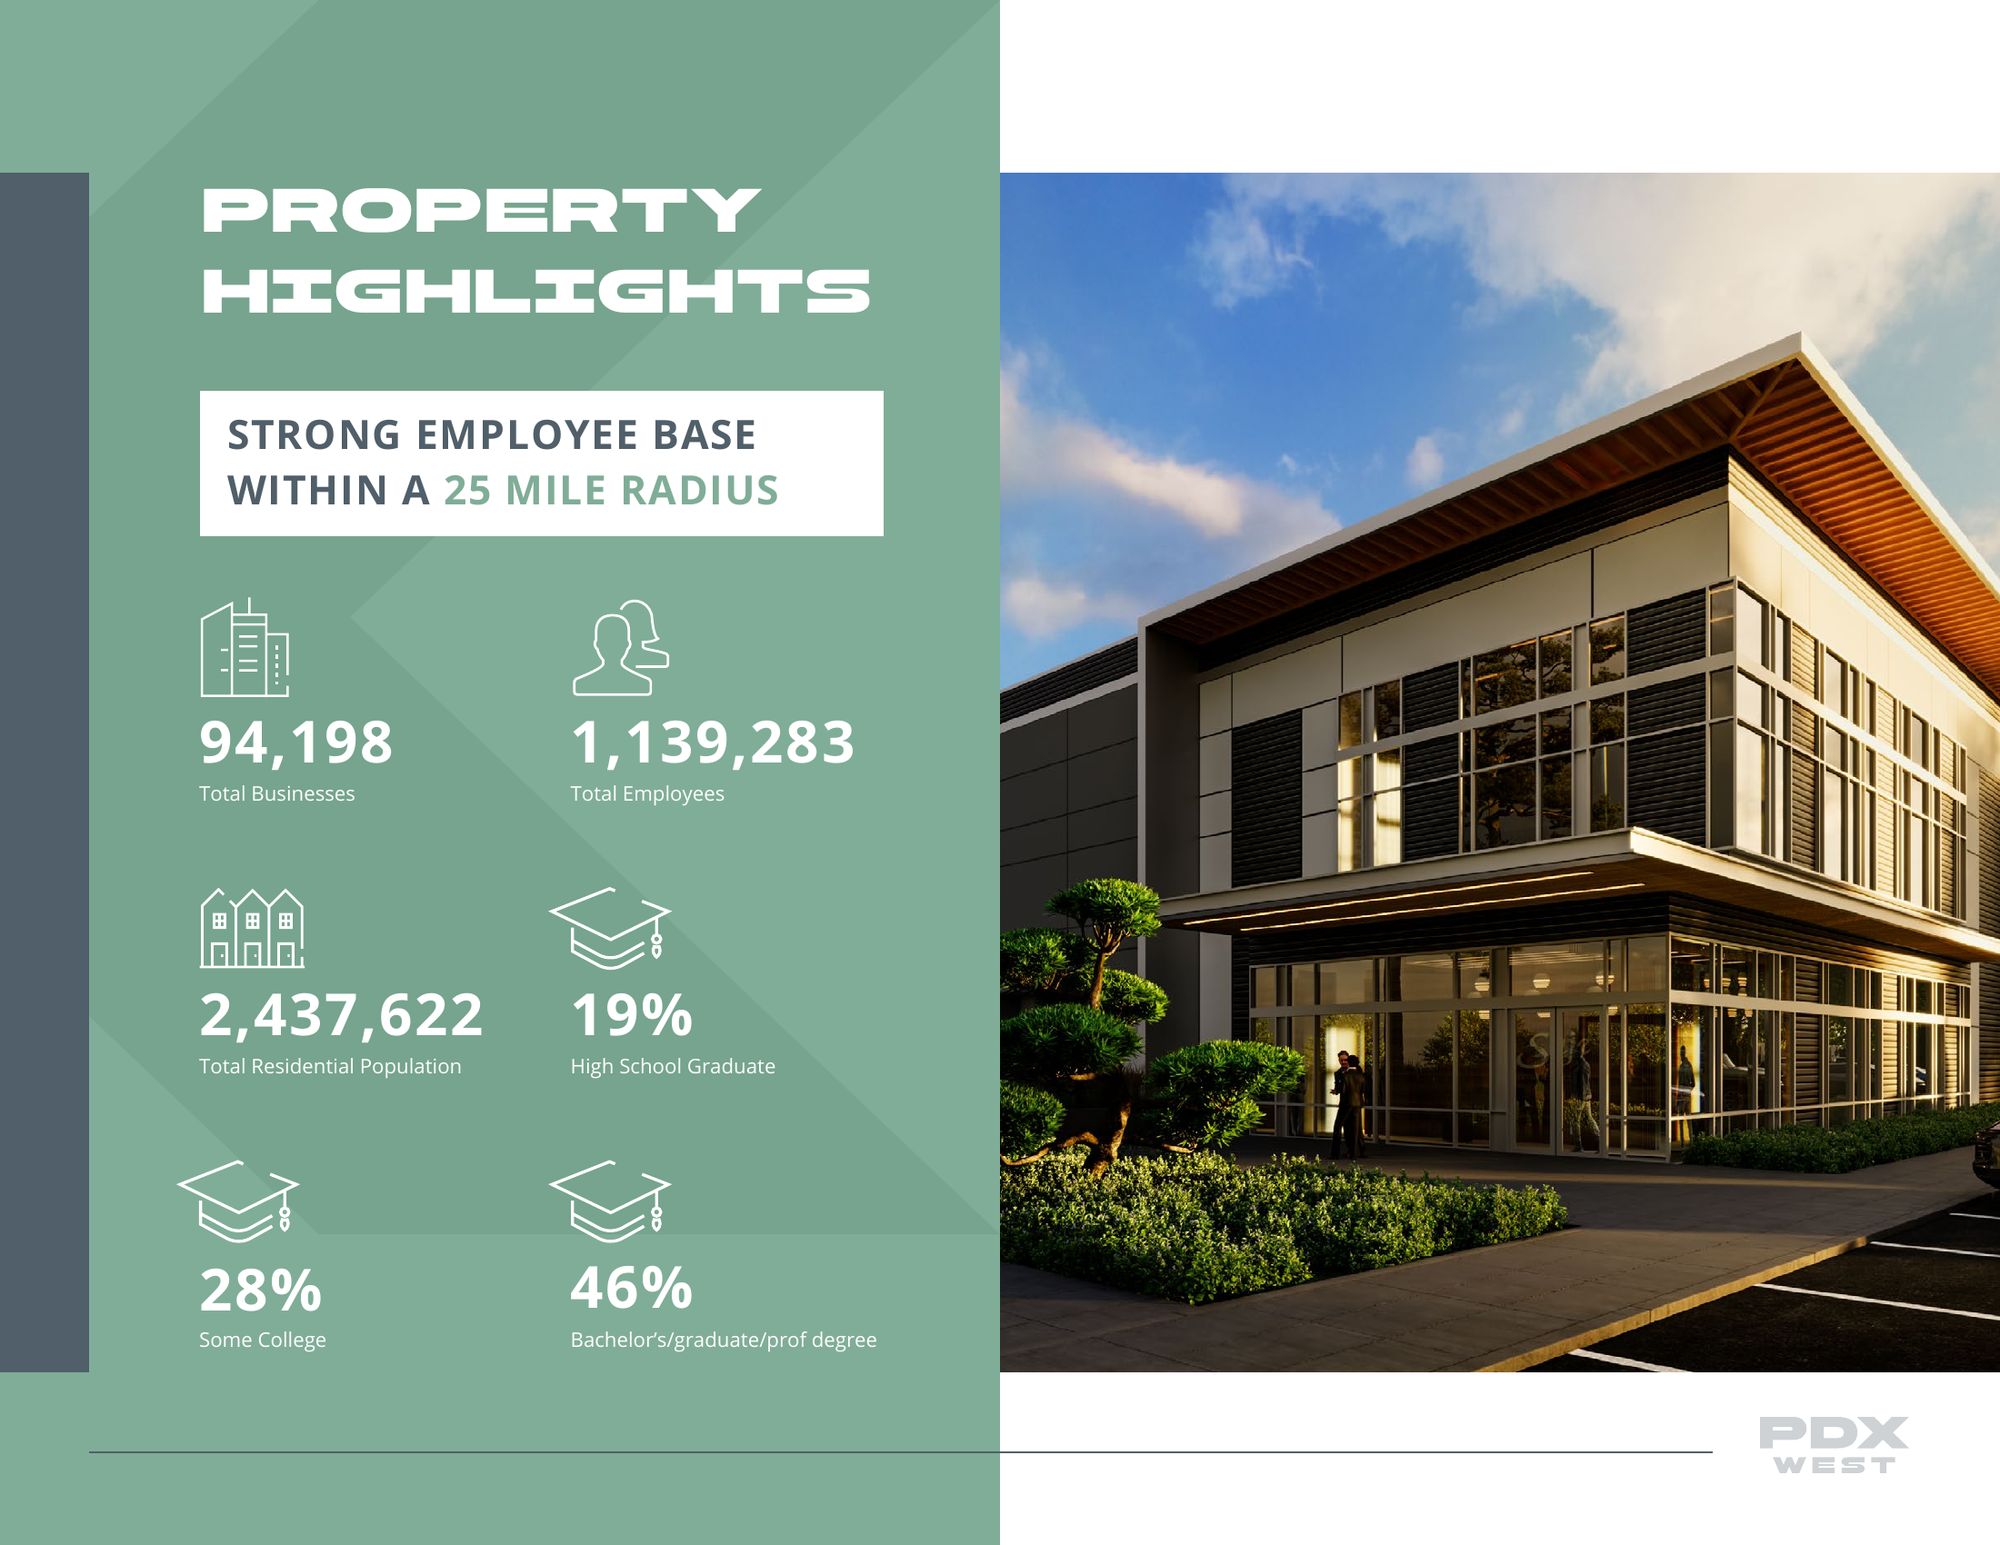 PROPERTY
HIGHLIGHTS
STRONG EMPLOYEE BASE
WITHIN A 25 MILE RADIUS
94,198
Total Businesses
1,139,283
Total Employees
2,437,622
Total Residential Population
19%
High School Graduate
28%
Some College
46%
Bachelor’s/graduate/prof degree
PDX
WEST